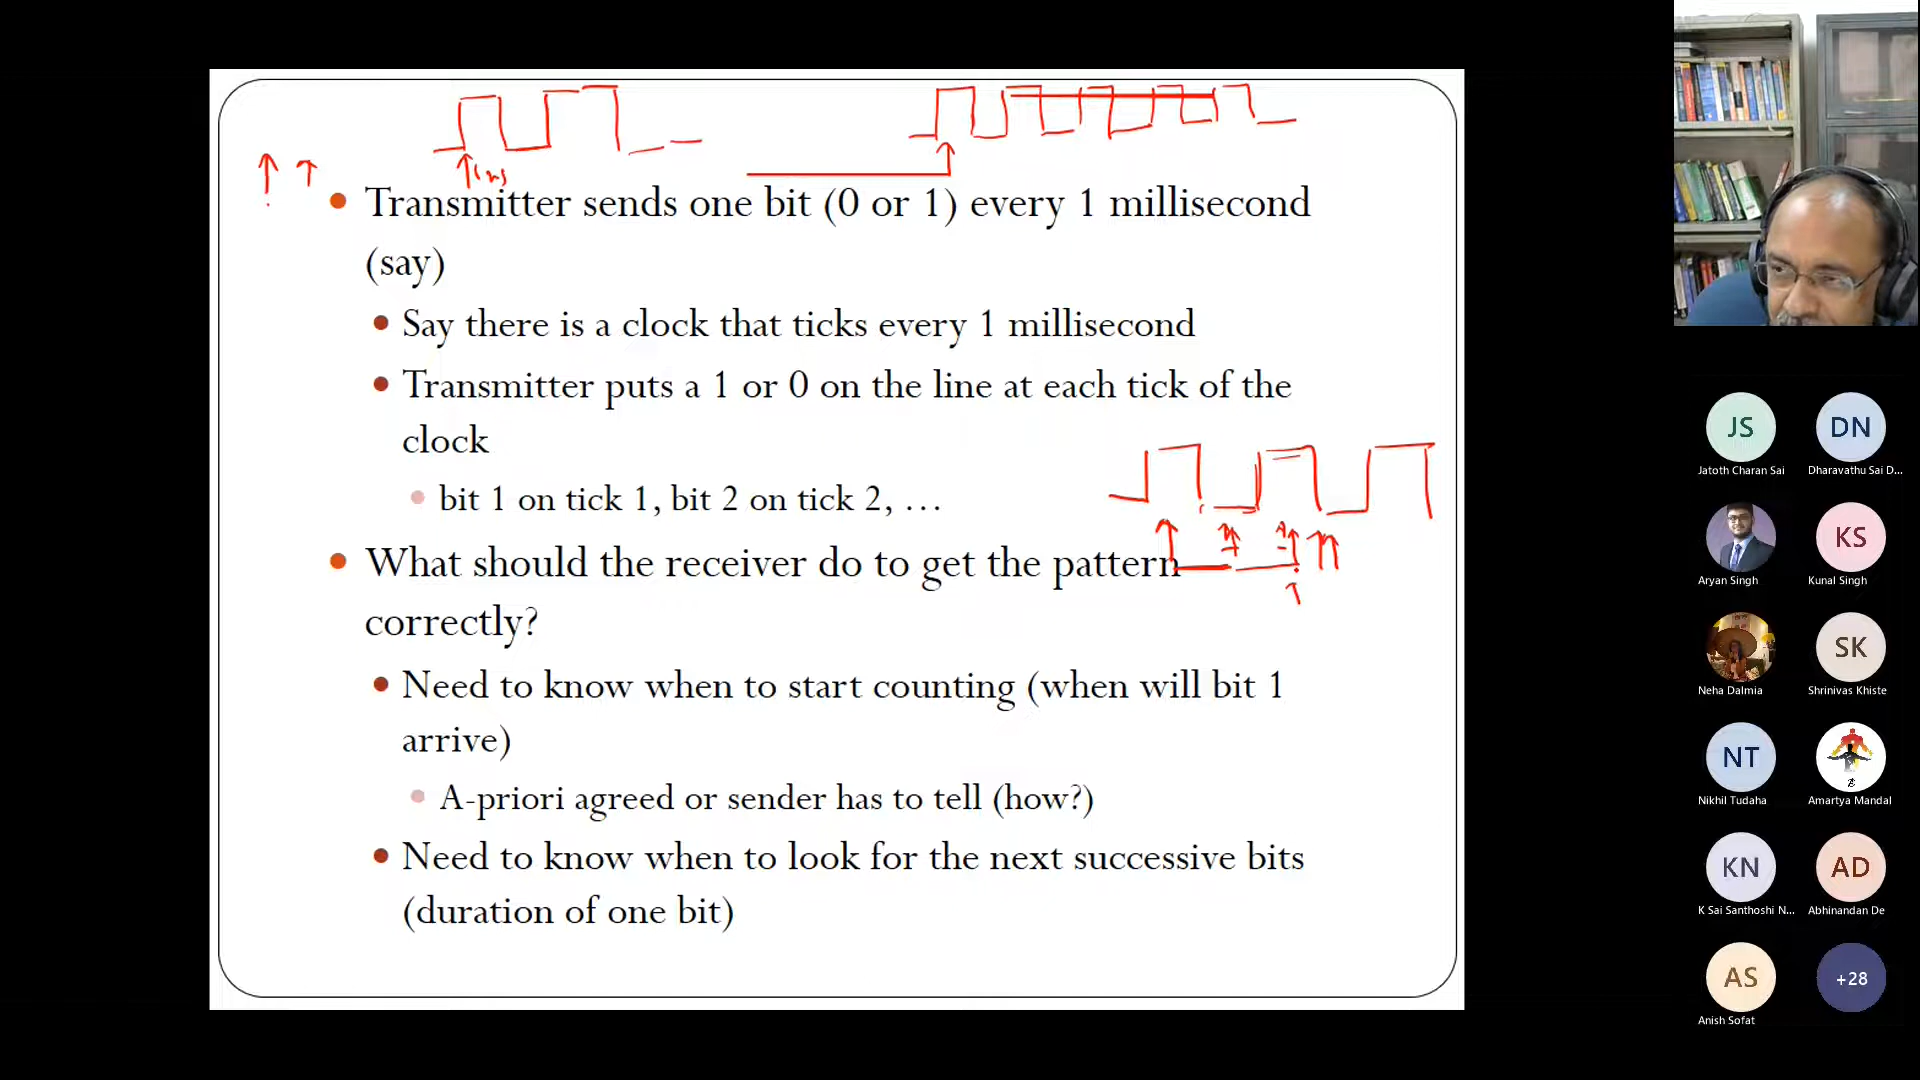 Transmitter sends one bit (0 or 1) every 1 millisecond
(say)
Say there is a clock that ticks every 1 millisecond
Transmitter puts a 1 or 0 on the line at each tick of the
clock
bit 1 on tick 1, bit 2 on tick 2, …
What should the receiver do to get the pattern
correctly?
Need to know when to start counting (when will bit 1
arrive)
A-priori agreed or sender has to tell (how?)
Need to know when to look for the next successive bits
(duration of one bit)
JS
DN
Jatoth Charan Sai
Dharavathu Sai D...
KS
Aryan Singh
Kunal Singh
SK
Neha Dalmia
Shrinivas Khiste
NT
Nikhil Tudaha
Amartya Mandal
KN
AD
K Sai Santhoshi N...
Abhinandan De
AS
+28
Anish Sofat